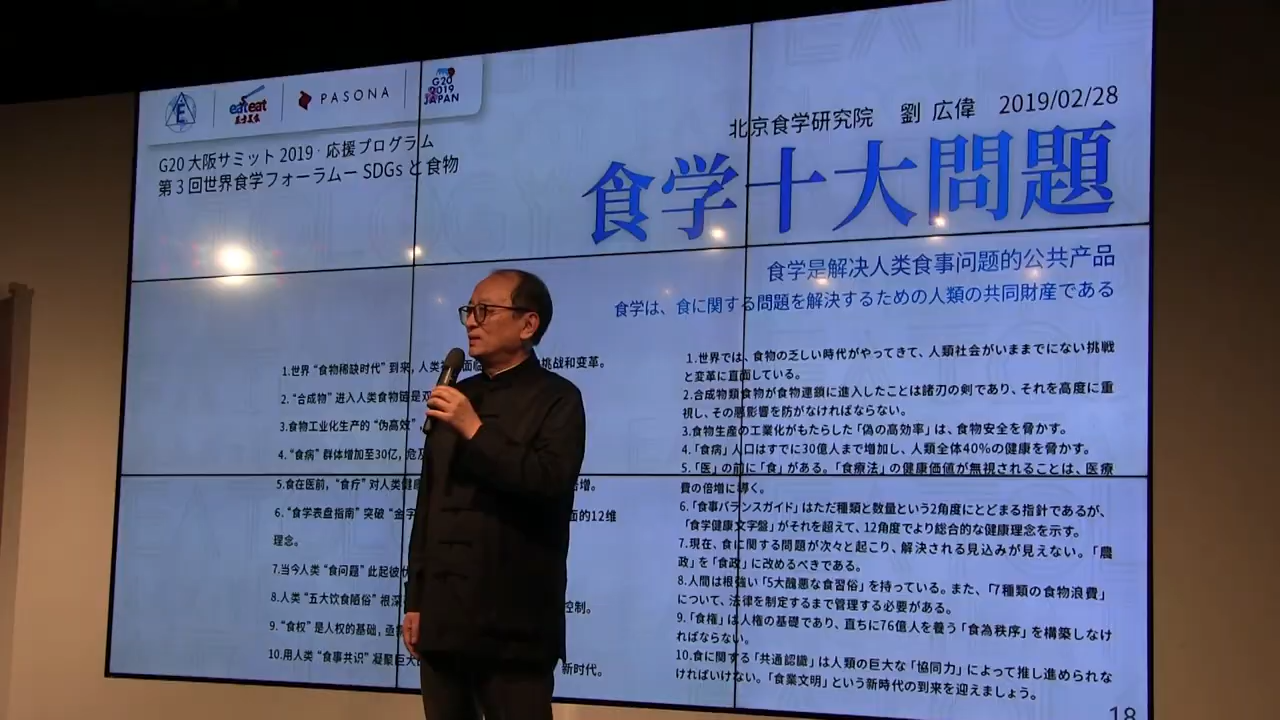 E
eateat
PASONA
G20
2019
JAPAN
G20 大阪サミット 2019・応援プログラム
第 3 回世界食学フォーラムー SDGs と食物
北京食学研究院 劉 広偉 2019/02/28
食学十大問題
食学是解决人类食事问题的公共产品
食学は、食に関する問題を解決するための人類の共同財産である
1.世界 “食物稀缺时代” 到来，人类 面临 挑战和变革。
2. “合成物” 进入人类食物链是双
3.食物工业化生产的 “伪高效”
4. “食病” 群体增加至30亿，危及
5.食在医前， “食疗” 对人类健康 倍增。
6. “食学表盘指南” 突破 “金字 面的12维
理念。
7.当今人类 “食问题” 此起彼伏
8.人类 “五大饮食陋俗” 根深 控制。
9. “食权” 是人权的基础，亟
10.用人类 “食事共识” 凝聚巨大 新时代。
1.世界では、食物の乏しい時代がやってきて、人類社会がいままでにない挑戦
と変革に直面している。
2.合成物類食物が食物連鎖に進入したことは諸刃の剣であり、それを高度に重
視し、その悪影響を防がなければならない。
3.食物生産の工業化がもたらした「偽の高効率」は、食物安全を脅かす。
4.「食病」人口はすでに30億人まで増加し、人類全体40%の健康を脅かす。
5.「医」の前に「食」がある。「食療法」の健康価値が無視されることは、医療
費の倍増に導く。
6.「食事バランスガイド」はただ種類と数量という2角度にとどまる指針であるが、
「食学健康文字盤」がそれを超えて、12角度でより総合的な健康理念を示す。
7.現在、食に関する問題が次々と起こり、解決される見込みが見えない。「農
政」を「食政」に改めるべきである。
8.人間は根強い「5大醜悪な食習俗」を持っている。また、「7種類の食物浪費」
について、法律を制定するまで管理する必要がある。
9.「食権」は人権の基礎であり、直ちに76億人を養う「食為秩序」を構築しなけ
ればならない。
10.食に関する「共通認識」は人類の巨大な「協同力」によって推し進められな
ければいけない。「食業文明」という新時代の到来を迎えましょう。
18